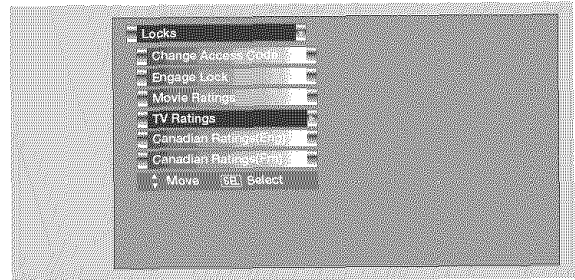 Locks
Change Access Code
Engage Lock
Movie Ratings
TV Ratings
Canadian Ratings(Eng)
Canadian Ratings(Frn)
Move SEL Select